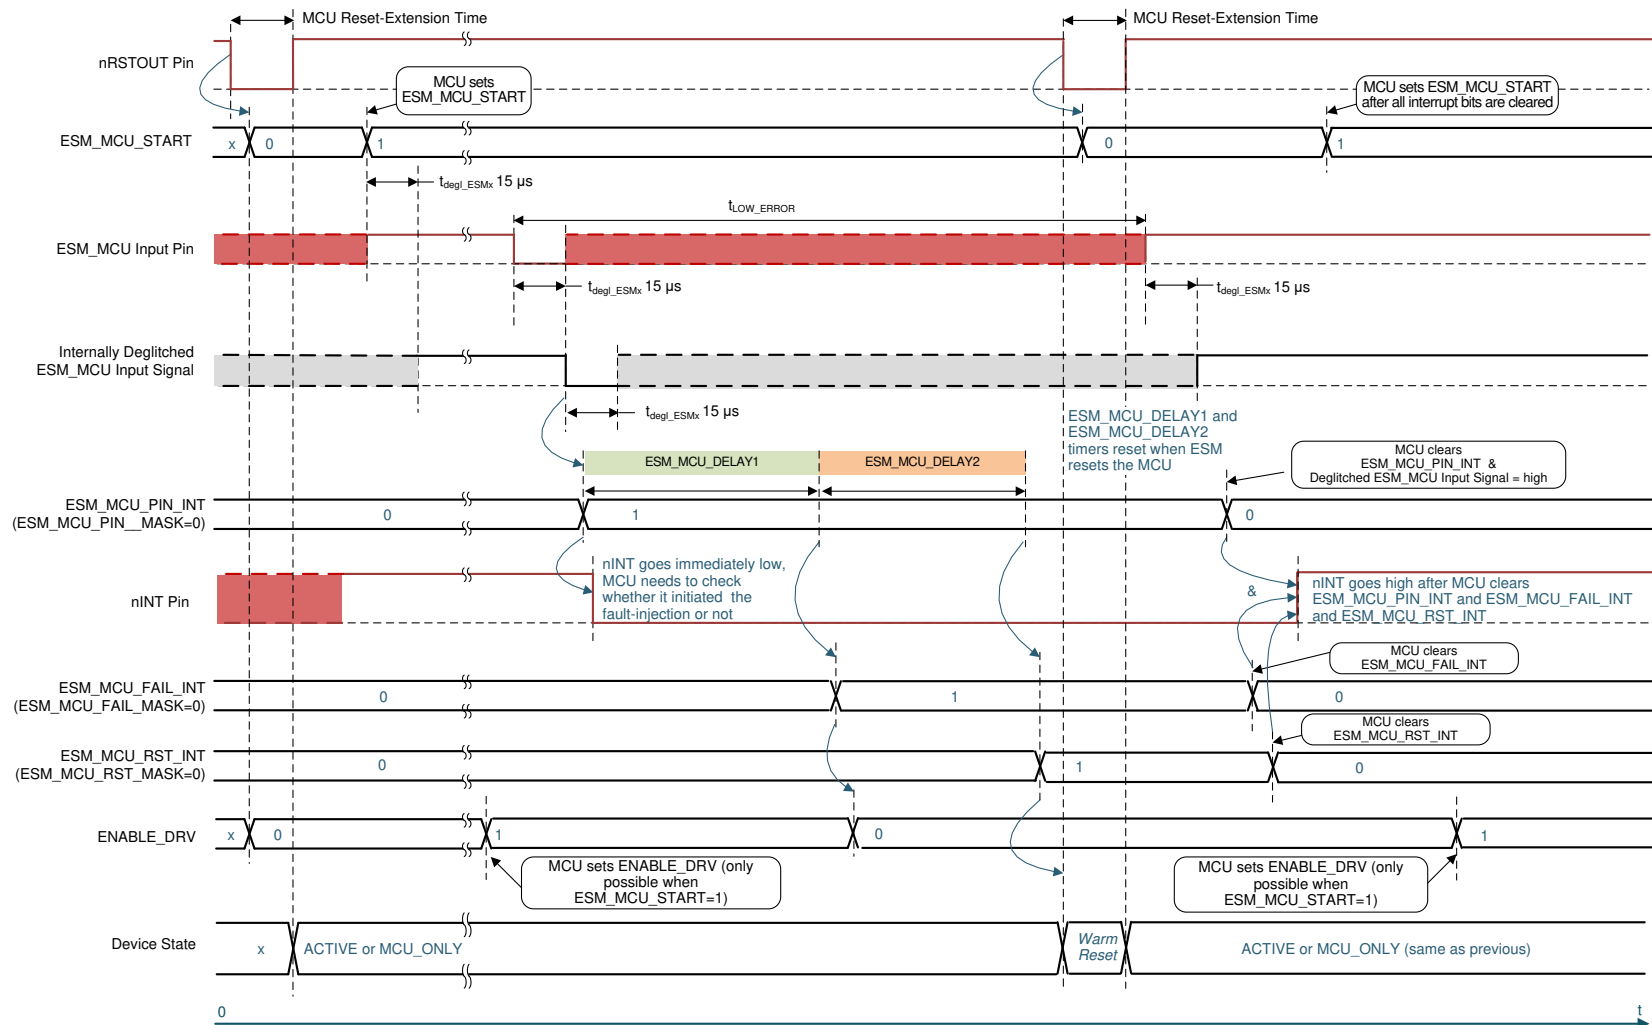 MCU Reset-Extension Time
MCU Reset-Extension Time
nRSTOUT Pin
MCU sets
ESM_MCU_START
MCU sets ESM_MCU_START
after all interrupt bits are cleared
ESM_MCU_START
x
0
1
0
1
tdegl_ESMx 15 µs
tLOW_ERROR
ESM_MCU Input Pin
tdegl_ESMx 15 µs
tdegl_ESMx 15 µs
Internally Deglitched
ESM_MCU Input Signal
tdegl_ESMx 15 µs
ESM_MCU_DELAY1 and
ESM_MCU_DELAY2
timers reset when ESM
resets the MCU
ESM_MCU_DELAY1
ESM_MCU_DELAY2
MCU clears
ESM_MCU_PIN_INT &
Deglitched ESM_MCU Input Signal = high
ESM_MCU_PIN_INT
(ESM_MCU_PIN__MASK=0)
0
1
0
nINT Pin
nINT goes immediately low,
MCU needs to check
whether it initiated the
fault-injection or not
&
nINT goes high after MCU clears
ESM_MCU_PIN_INT and ESM_MCU_FAIL_INT
and ESM_MCU_RST_INT
MCU clears
ESM_MCU_FAIL_INT
ESM_MCU_FAIL_INT
(ESM_MCU_FAIL_MASK=0)
0
1
0
MCU clears
ESM_MCU_RST_INT
ESM_MCU_RST_INT
(ESM_MCU_RST_MASK=0)
0
1
0
ENABLE_DRV
x
0
1
0
1
MCU sets ENABLE_DRV (only
possible when
ESM_MCU_START=1)
MCU sets ENABLE_DRV (only
possible when
ESM_MCU_START=1)
Device State
x
ACTIVE or MCU_ONLY
Warm
Reset
ACTIVE or MCU_ONLY (same as previous)
0
t